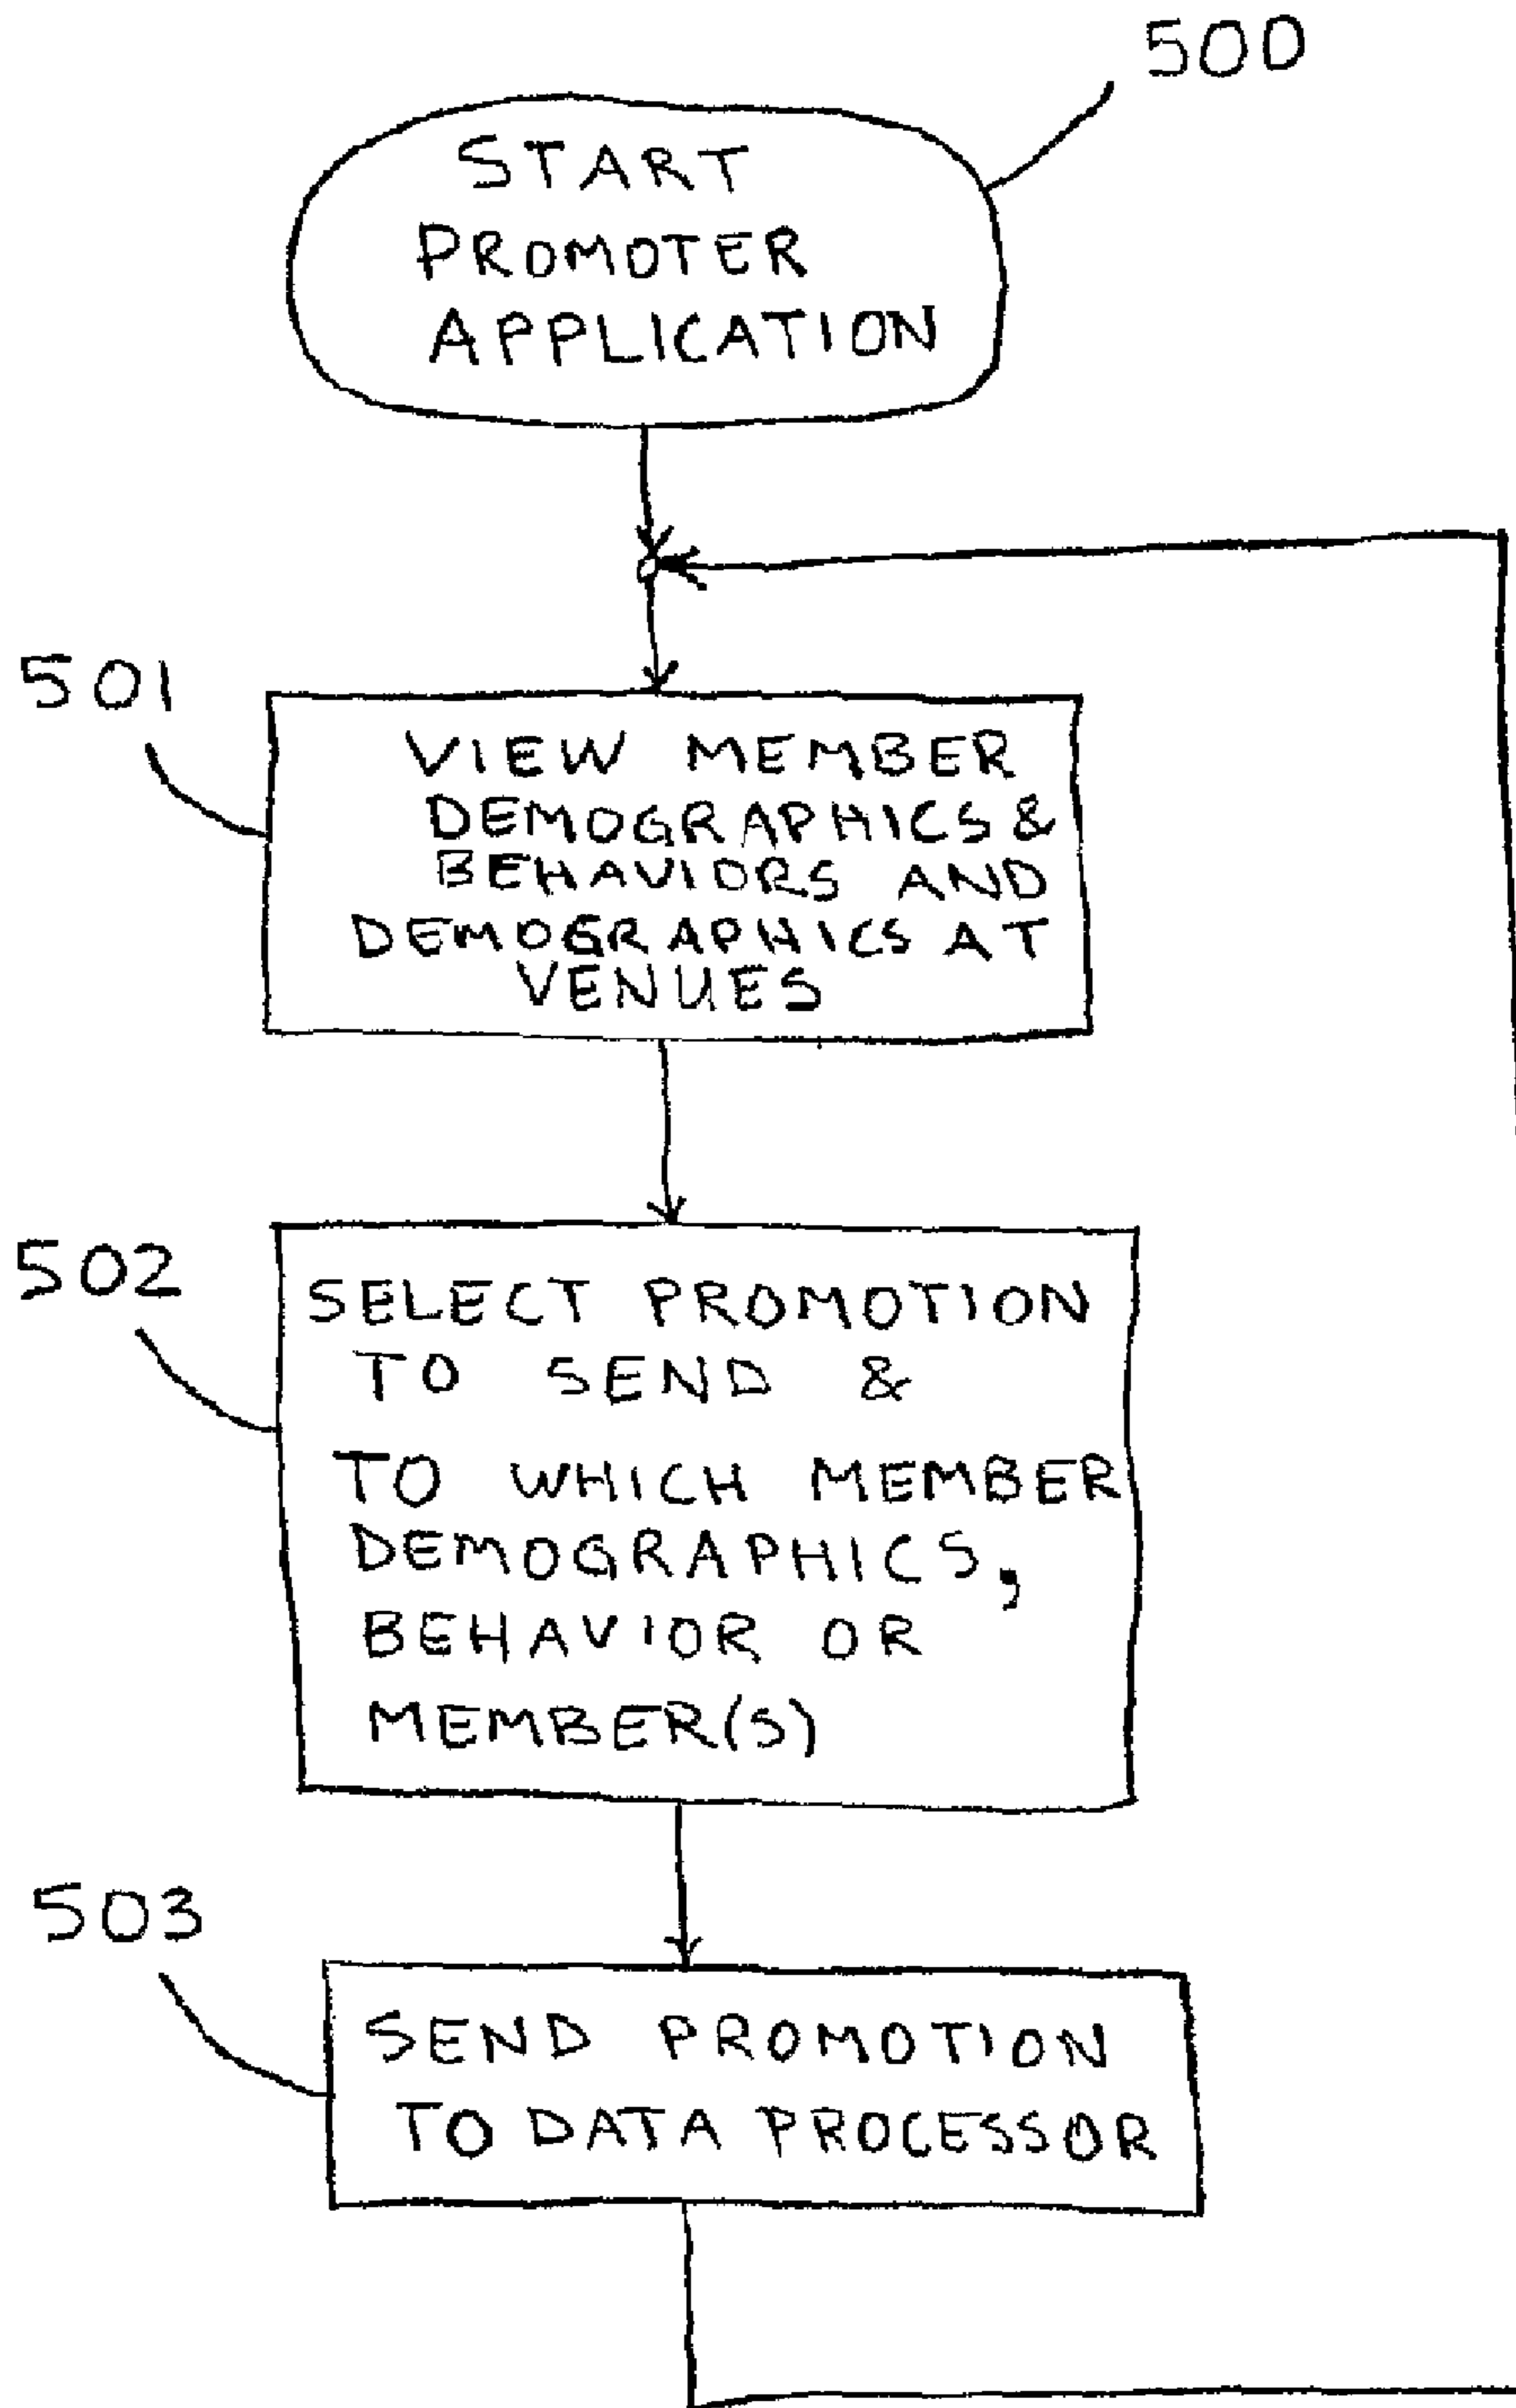 500
START
PROMOTER
APPLICATION
501
VIEW MEMBER
DEMOGRAPHICS &
BEHAVIORS AND
DEMOGRAPHICS AT
VENUES
502
SELECT PROMOTION
TO SEND &
TO WHICH MEMBER
DEMOGRAPHICS,
BEHAVIOR OR
MEMBER(S)
503
SEND PROMOTION
TO DATA PROCESSOR